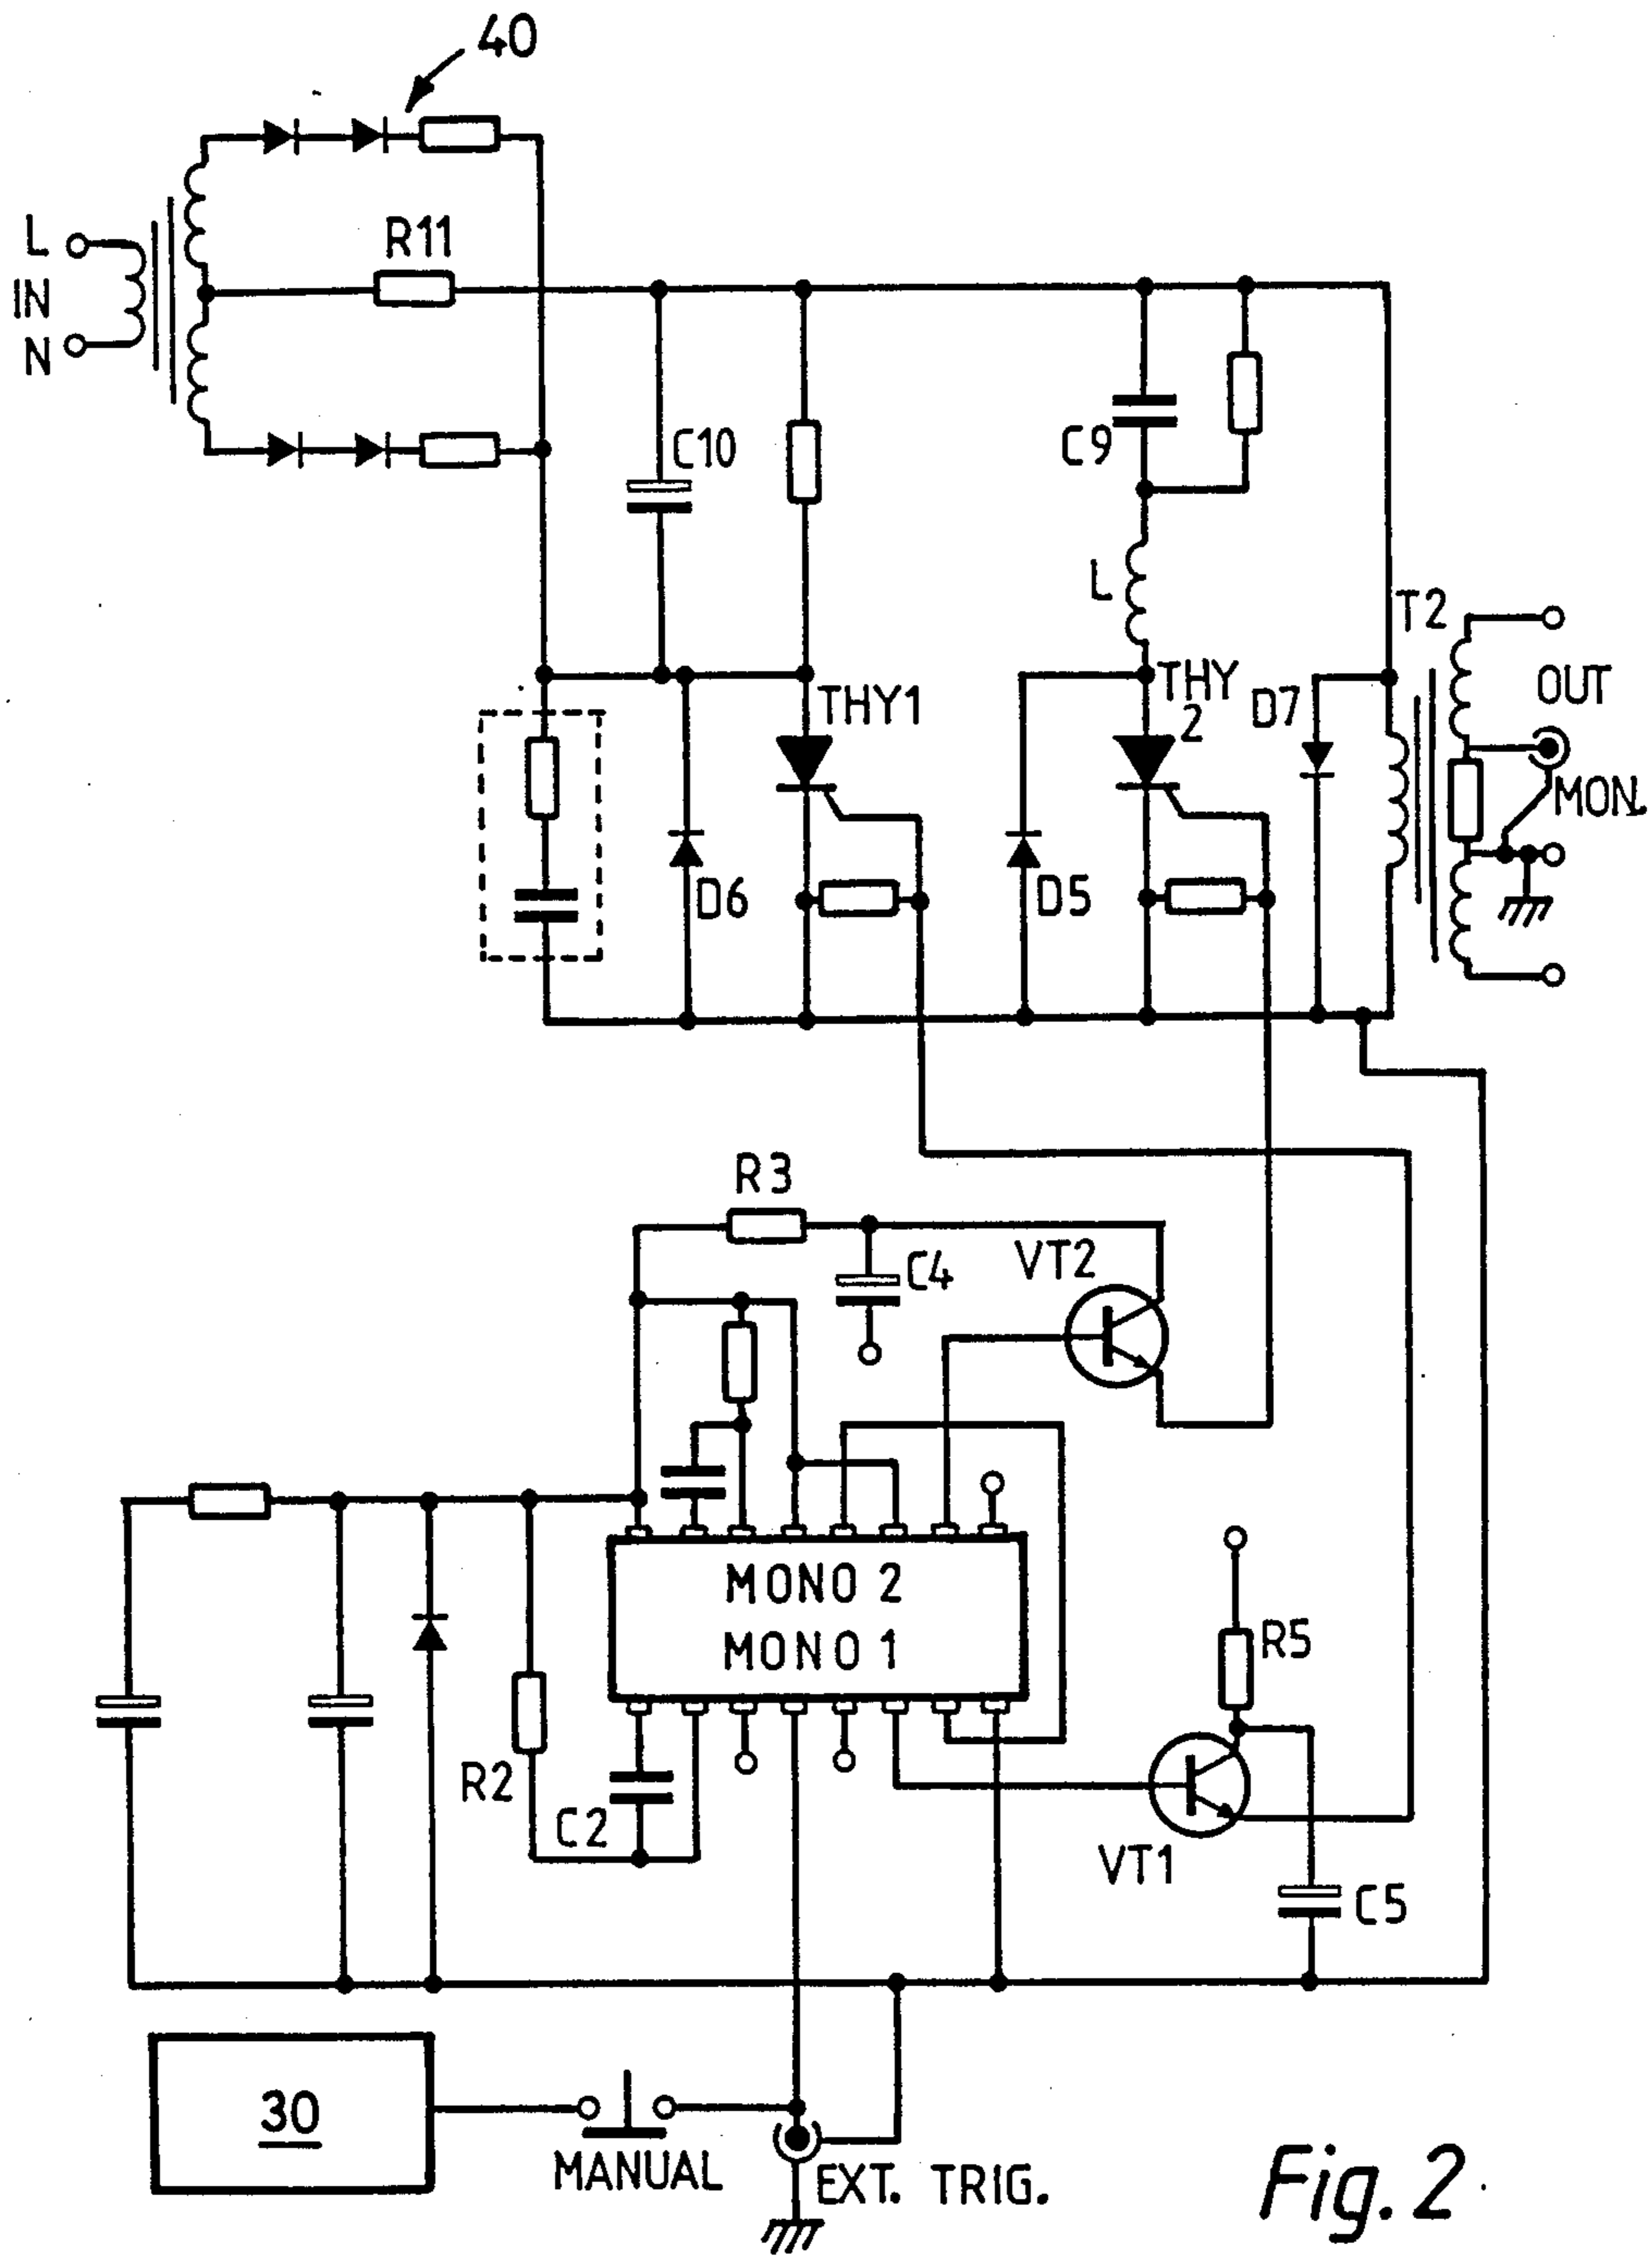 40
L
IN
N
R11
C10
C9
L
T2
THY1
THY
2
D7
OUT
MON.
D6
D5
R3
C4
VT2
MONO 2
MONO 1
R5
R2
C2
VT1
C5
30
MANUAL
EXT. TRIG.
Fig. 2